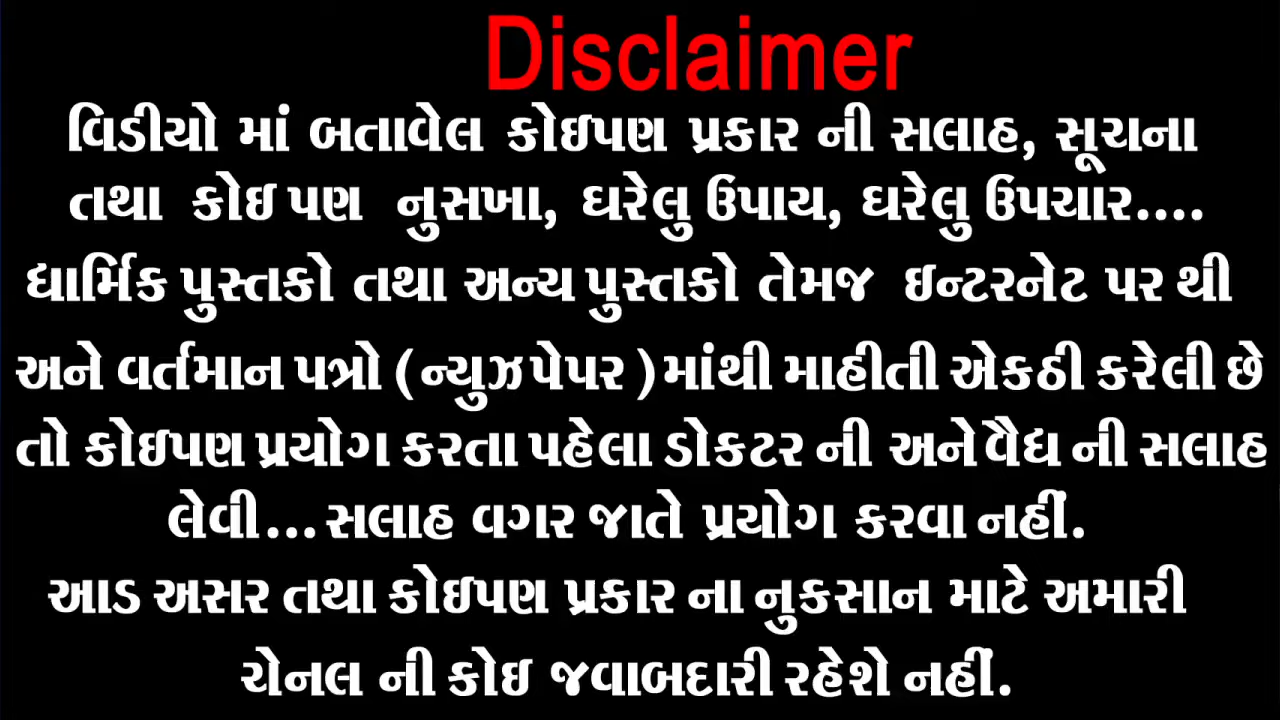 Disclaimer
વિડીયો માં બતાવેલ કોઇપણ પ્રકાર ની સલાહ, સૂચના
તથા કોઇ પણ નુસખા, ઘરેલુ ઉપાય, ઘરેલુ ઉપચાર....
ધાર્મિક પુસ્તકો તથા અન્ય પુસ્તકો તેમજ ઇન્ટરનેટ પર થી
અને વર્તમાન પત્રો ( ન્યુઝપેપર ) માંથી માહીતી એકઠી કરેલી છે
તો કોઇપણ પ્રયોગ કરતા પહેલા ડોકટર ની અને વૈદ્ય ની સલાહ
લેવી... સલાહ વગર જાતે પ્રયોગ કરવા નહીં.
આડ અસર તથા કોઇપણ પ્રકાર ના નુકસાન માટે અમારી
ચેનલ ની કોઇ જવાબદારી રહેશે નહીં.